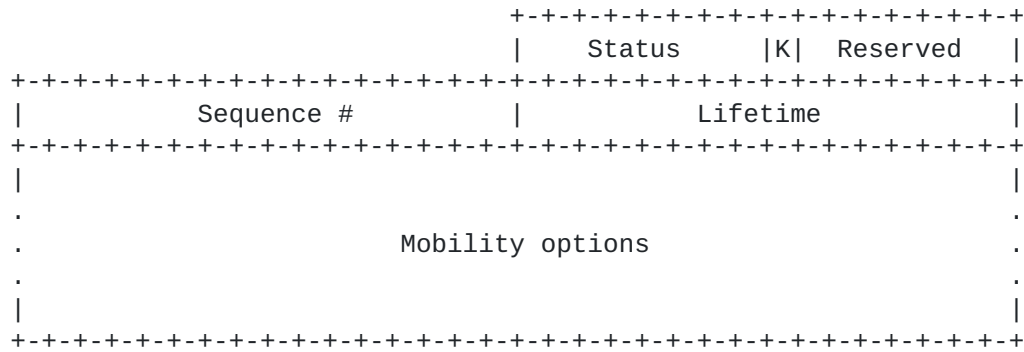 +-+-+-+-+-+-+-+-+-+-+-+-+-+-+-+-+
                                |    Status     |K|  Reserved   |
+-+-+-+-+-+-+-+-+-+-+-+-+-+-+-+-+-+-+-+-+-+-+-+-+-+-+-+-+-+-+-+-+
|           Sequence #          |           Lifetime            |
+-+-+-+-+-+-+-+-+-+-+-+-+-+-+-+-+-+-+-+-+-+-+-+-+-+-+-+-+-+-+-+-+
|                                                               |
.                                                               .
.                        Mobility options                       .
.                                                               .
|                                                               |
+-+-+-+-+-+-+-+-+-+-+-+-+-+-+-+-+-+-+-+-+-+-+-+-+-+-+-+-+-+-+-+-+